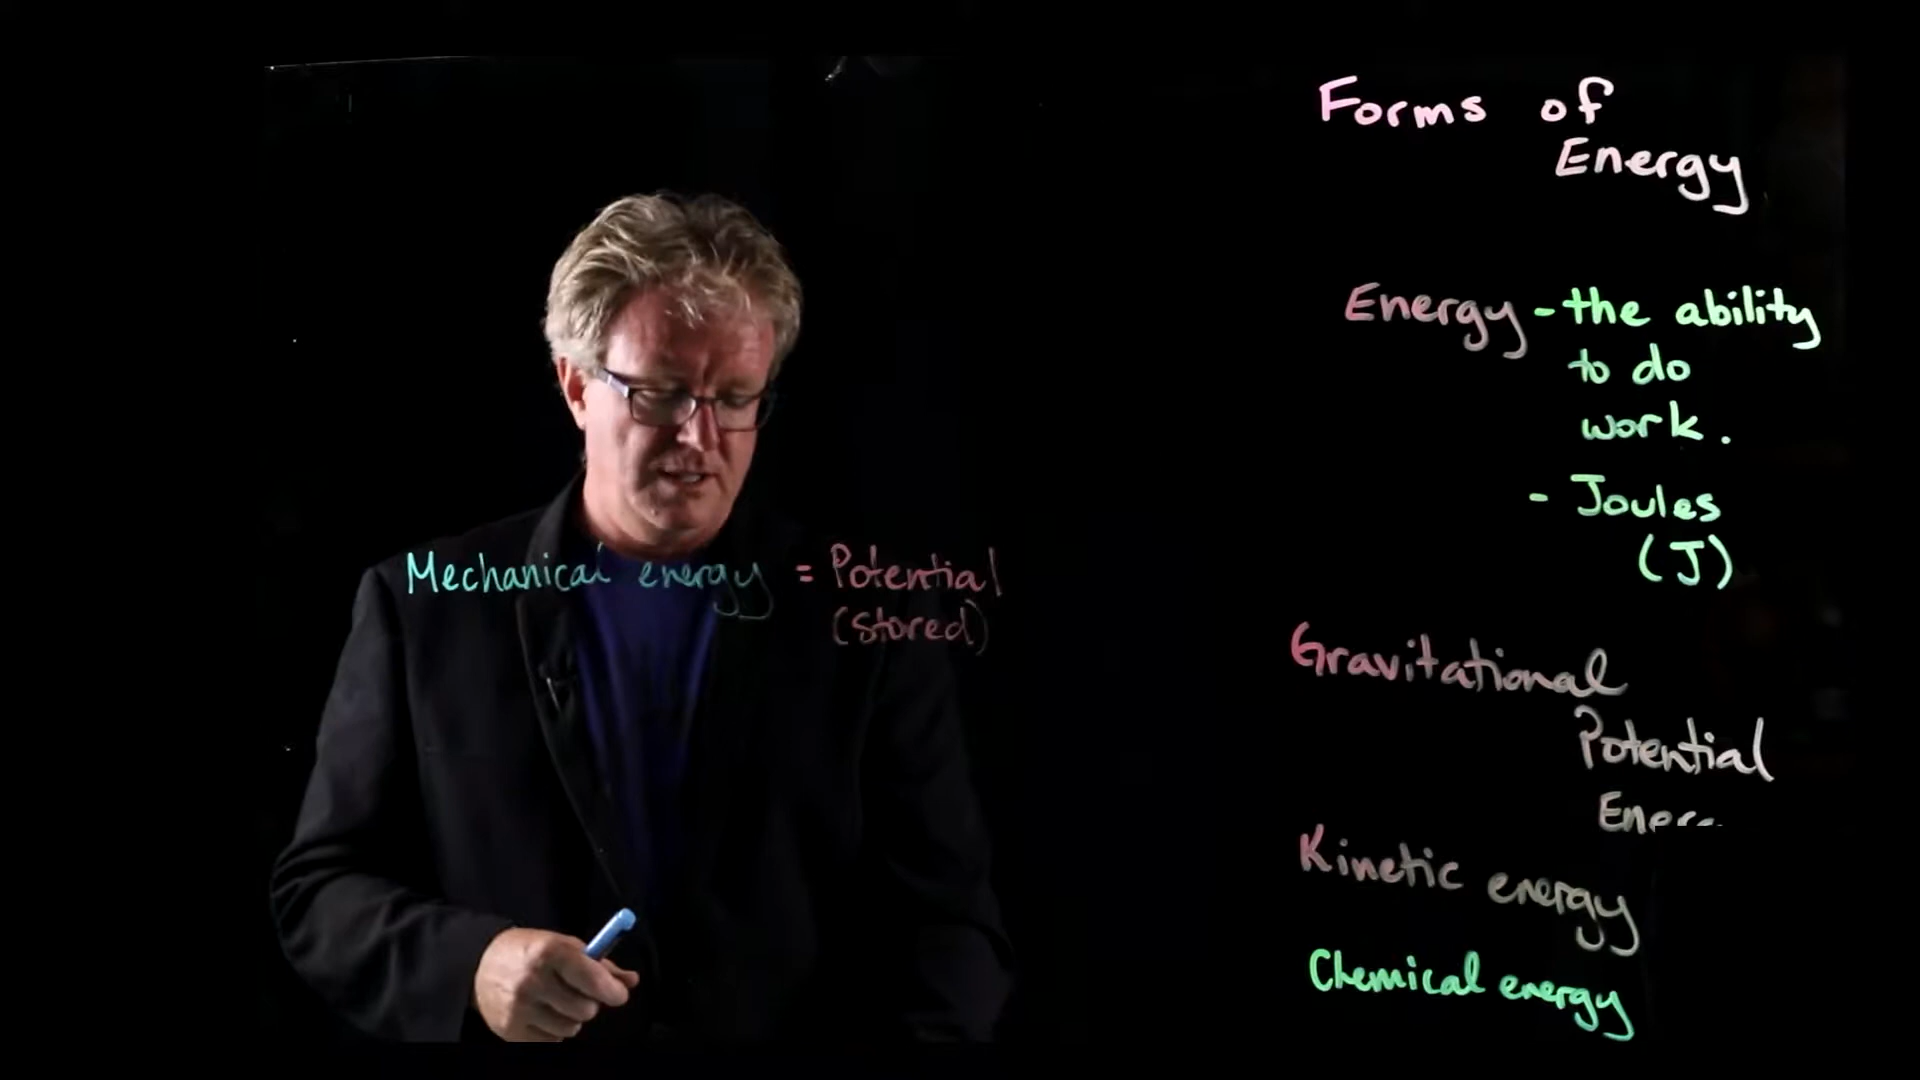 Forms of
Energy
Energy - the ability
to do
work.
- Joules
(J)
Mechanical energy = Potential
(stored)
Gravitational
Potential
Kinetic energy
Chemical energy